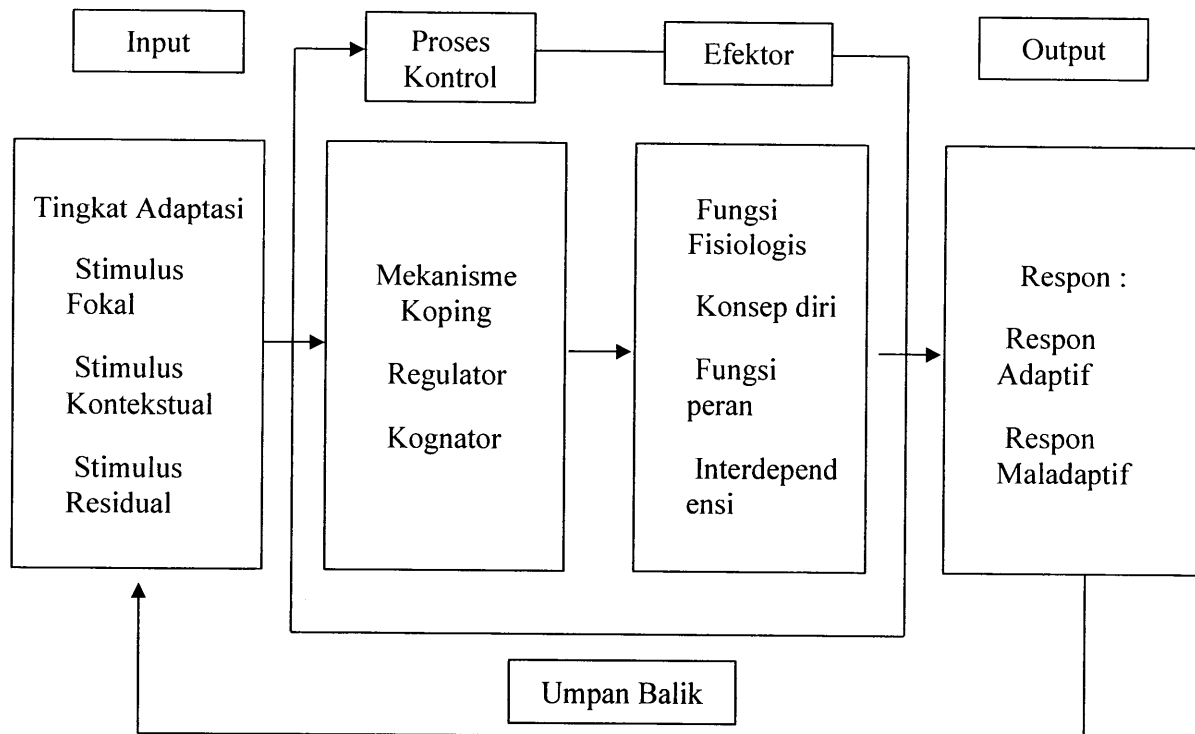 Input
Proses
Kontrol
Efektor
Output
Tingkat Adaptasi
Stimulus
Fokal
Stimulus
Kontekstual
Stimulus
Residual
Mekanisme
Koping
Regulator
Kognator
Fungsi
Fisiologis
Konsep diri
Fungsi
peran
Interdepend
ensi
Respon :
Respon
Adaptif
Respon
Maladaptif
Umpan Balik